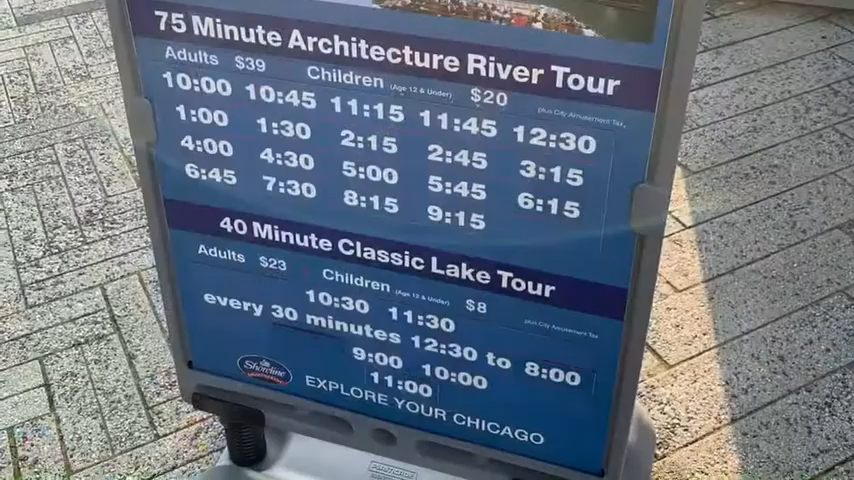 75 Minute Architecture River Tour
Adults $39 Children (Age 12 & Under) $20 plus City Amusement Tax.
10:00 10:45 11:15 11:45 12:30
1:00 1:30 2:15 2:45 3:15
4:00 4:30 5:00 5:45 6:15
6:45 7:30 8:15 9:15
40 Minute Classic Lake Tour
Adults $23 Children (Age 12 & Under) $8 plus City Amusement Tax
10:30 11:30
every 30 minutes 12:30 to 8:00
9:00 10:00
11:00
Shoreline
EXPLORE YOUR CHICAGO